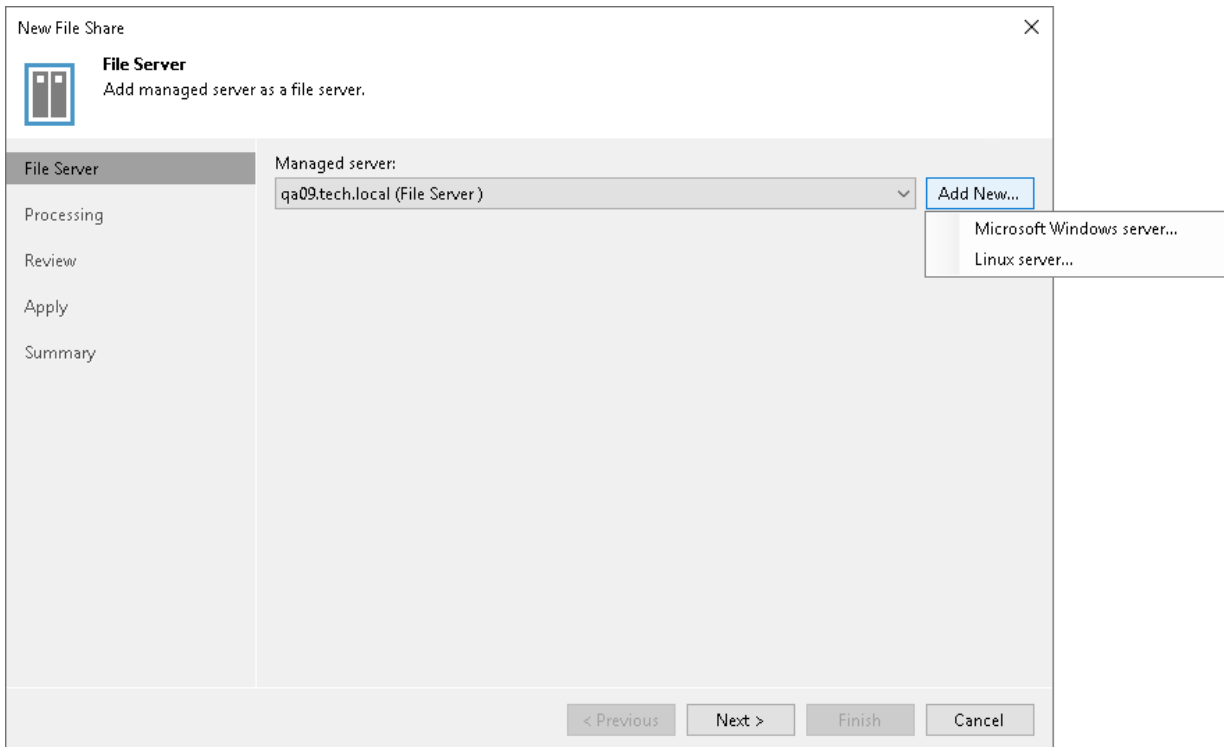 New File Share
File Server
Add managed server as a file server.
File Server
Processing
Review
Apply
Summary
Managed server:
qa09.tech.local (File Server )
Add New...
Microsoft Windows server...
Linux server...
< Previous
Next >
Finish
Cancel